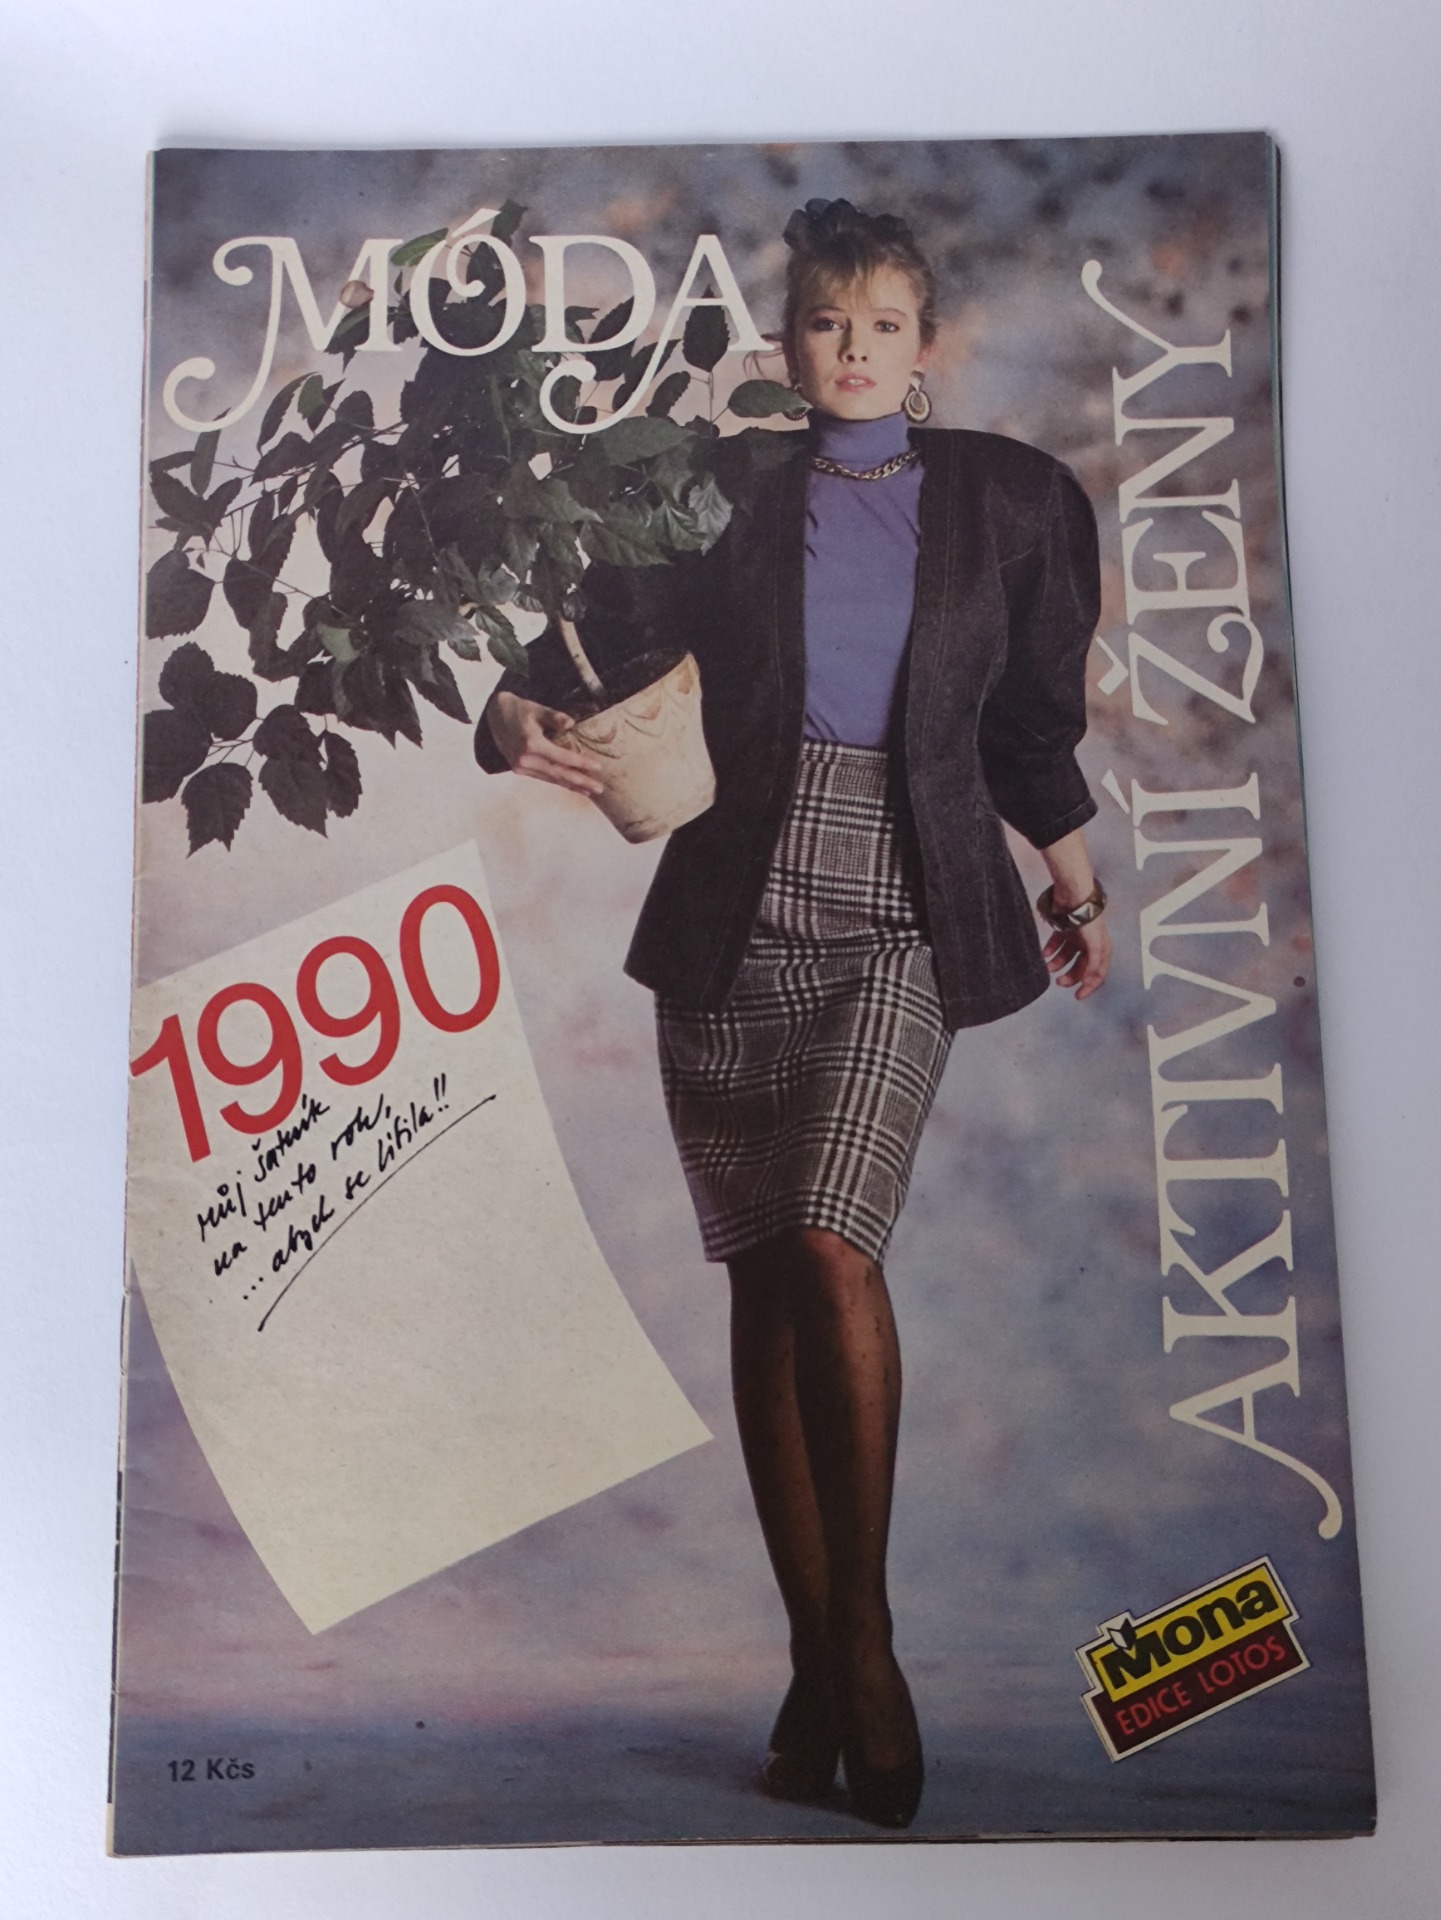 MÓDA
AKTIVNÍ ŽENY
1990
můj šatník
na tento rok,
... abych se líbila!!
mona
EDICE LOTOS
12 Kčs